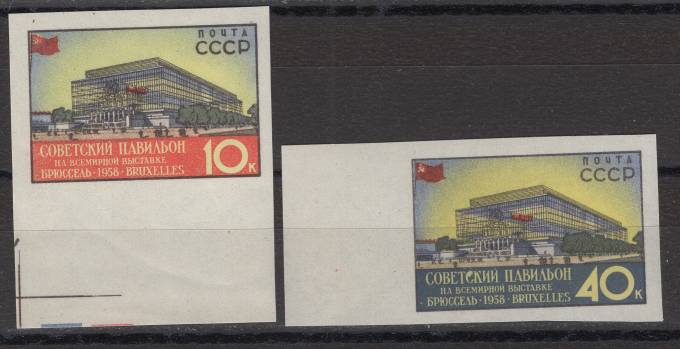 ПОЧТА
СССР
СОВЕТСКИЙ ПАВИЛЬОН
НА ВСЕМИРНОЙ ВЫСТАВКЕ
БРЮССЕЛЬ · 1958 · BRUXELLES
10 К
ПОЧТА
СССР
СОВЕТСКИЙ ПАВИЛЬОН
НА ВСЕМИРНОЙ ВЫСТАВКЕ
БРЮССЕЛЬ · 1958 · BRUXELLES
40 К